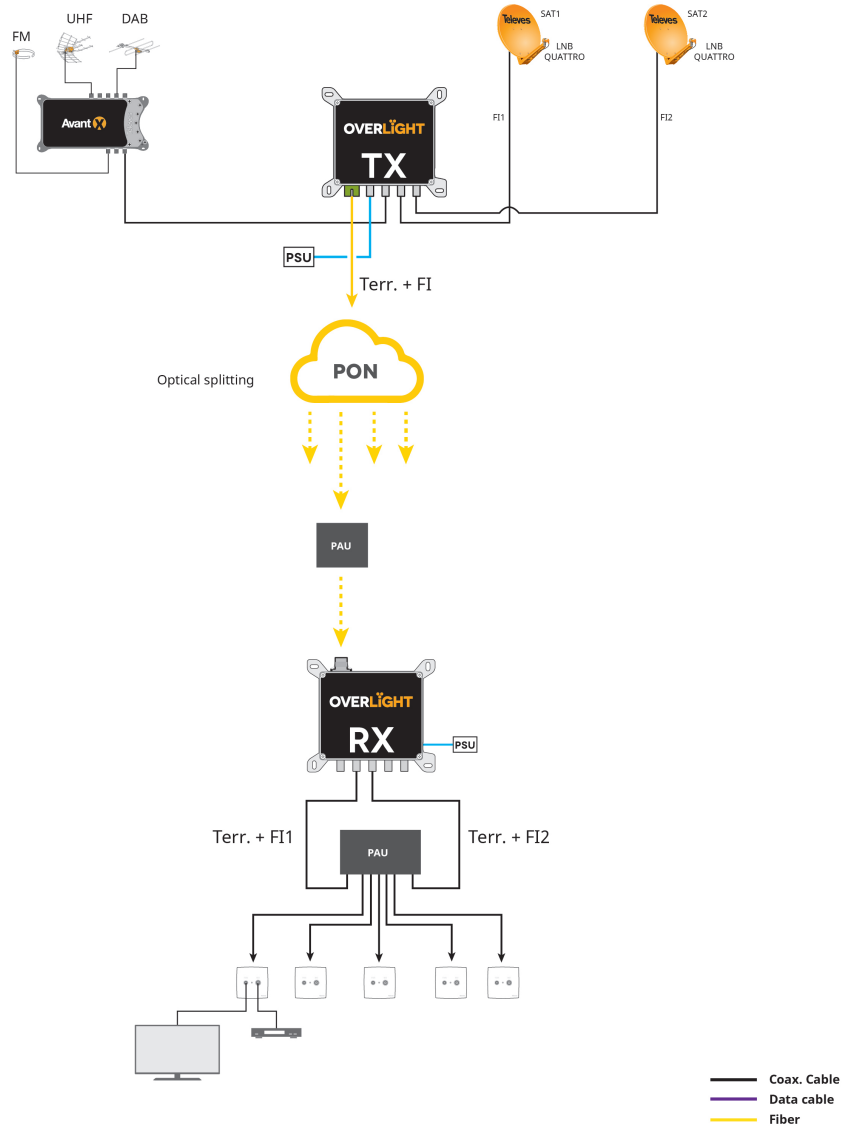 FM
UHF
DAB
Televes
SAT1
LNB
QUATTRO
Televes
SAT2
LNB
QUATTRO
Avant X
OVERLiGHT
TX
FI1
FI2
PSU
Terr. + FI
Optical splitting
PON
PAU
OVERLiGHT
RX
PSU
Terr. + FI1
Terr. + FI2
PAU
Coax. Cable
Data cable
Fiber